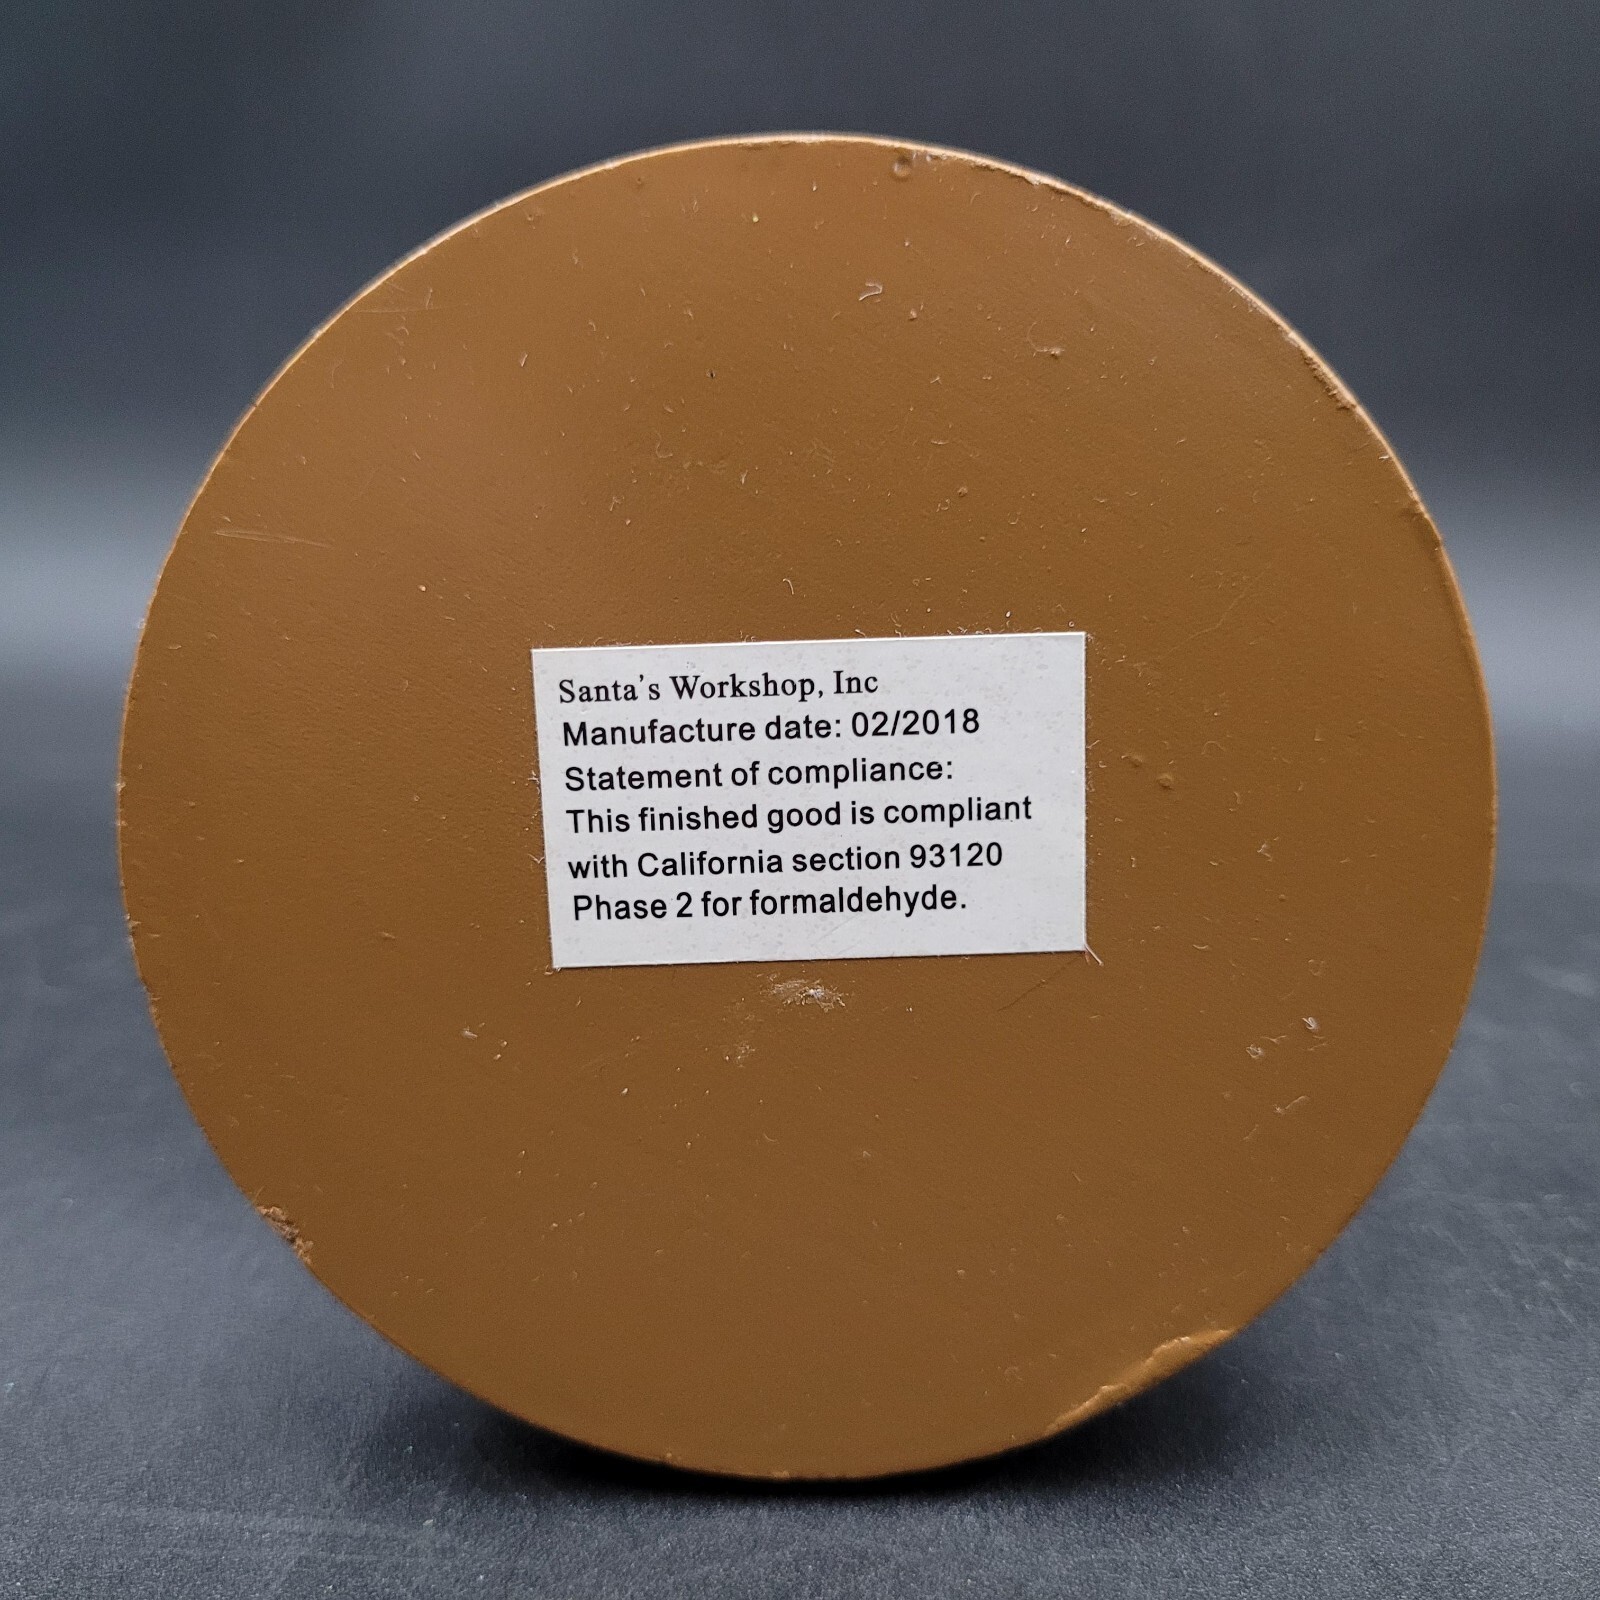 Santa's Workshop, Inc
Manufacture date: 02/2018
Statement of compliance:
This finished good is compliant
with California section 93120
Phase 2 for formaldehyde.